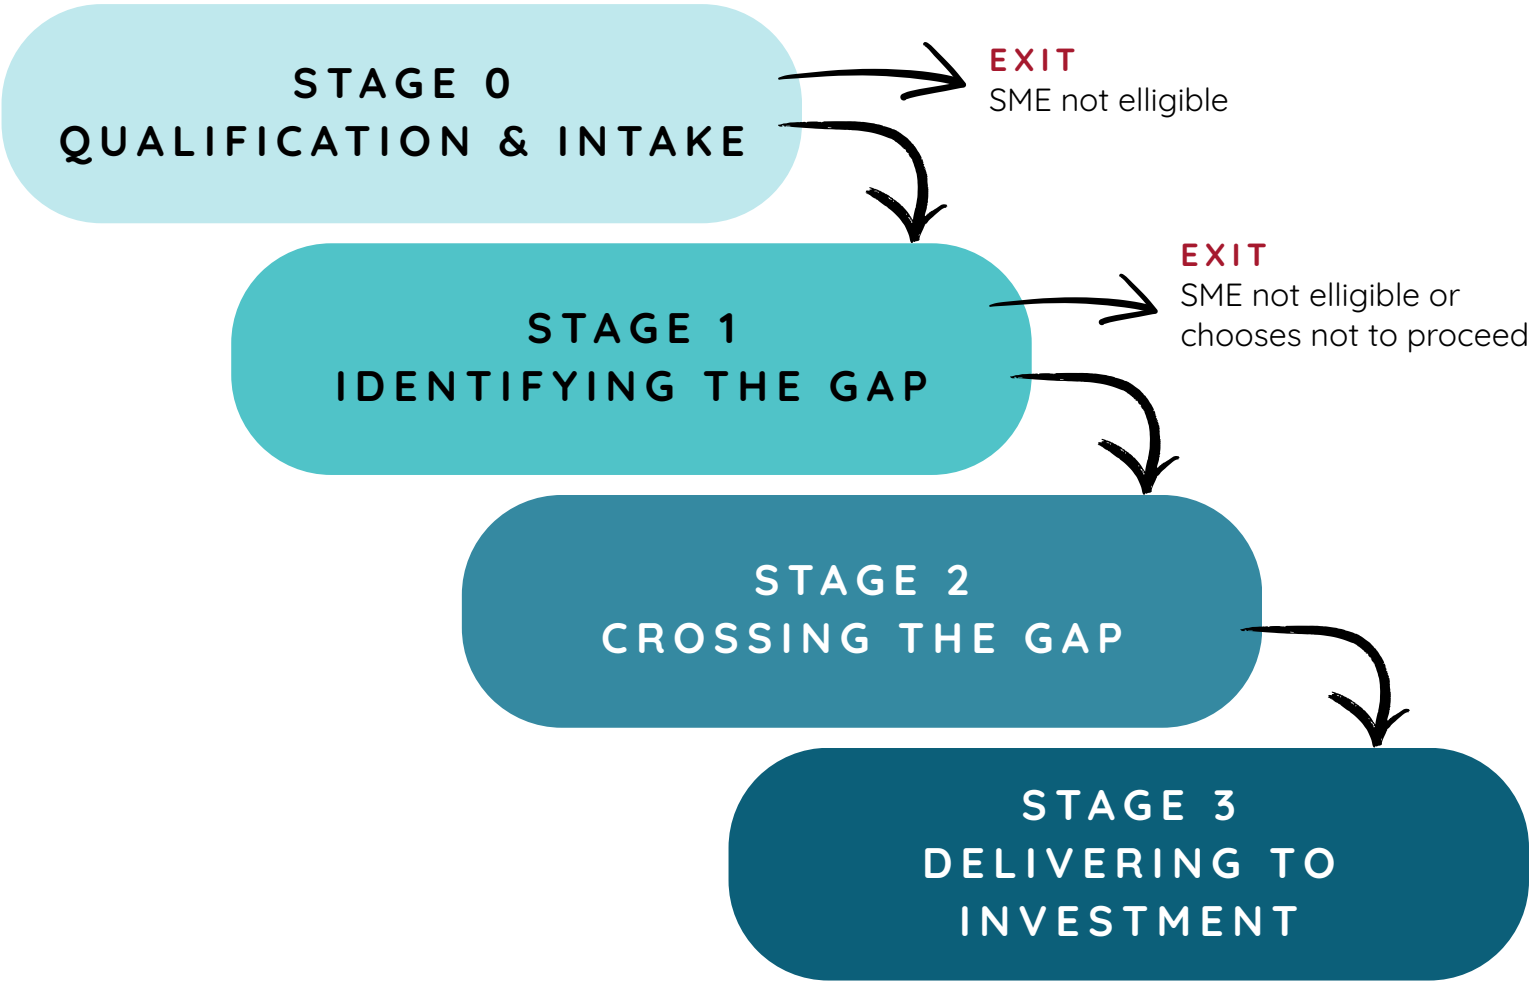 STAGE 0
QUALIFICATION & INTAKE
EXIT
SME not elligible
STAGE 1
IDENTIFYING THE GAP
EXIT
SME not elligible or
chooses not to proceed
STAGE 2
CROSSING THE GAP
STAGE 3
DELIVERING TO
INVESTMENT